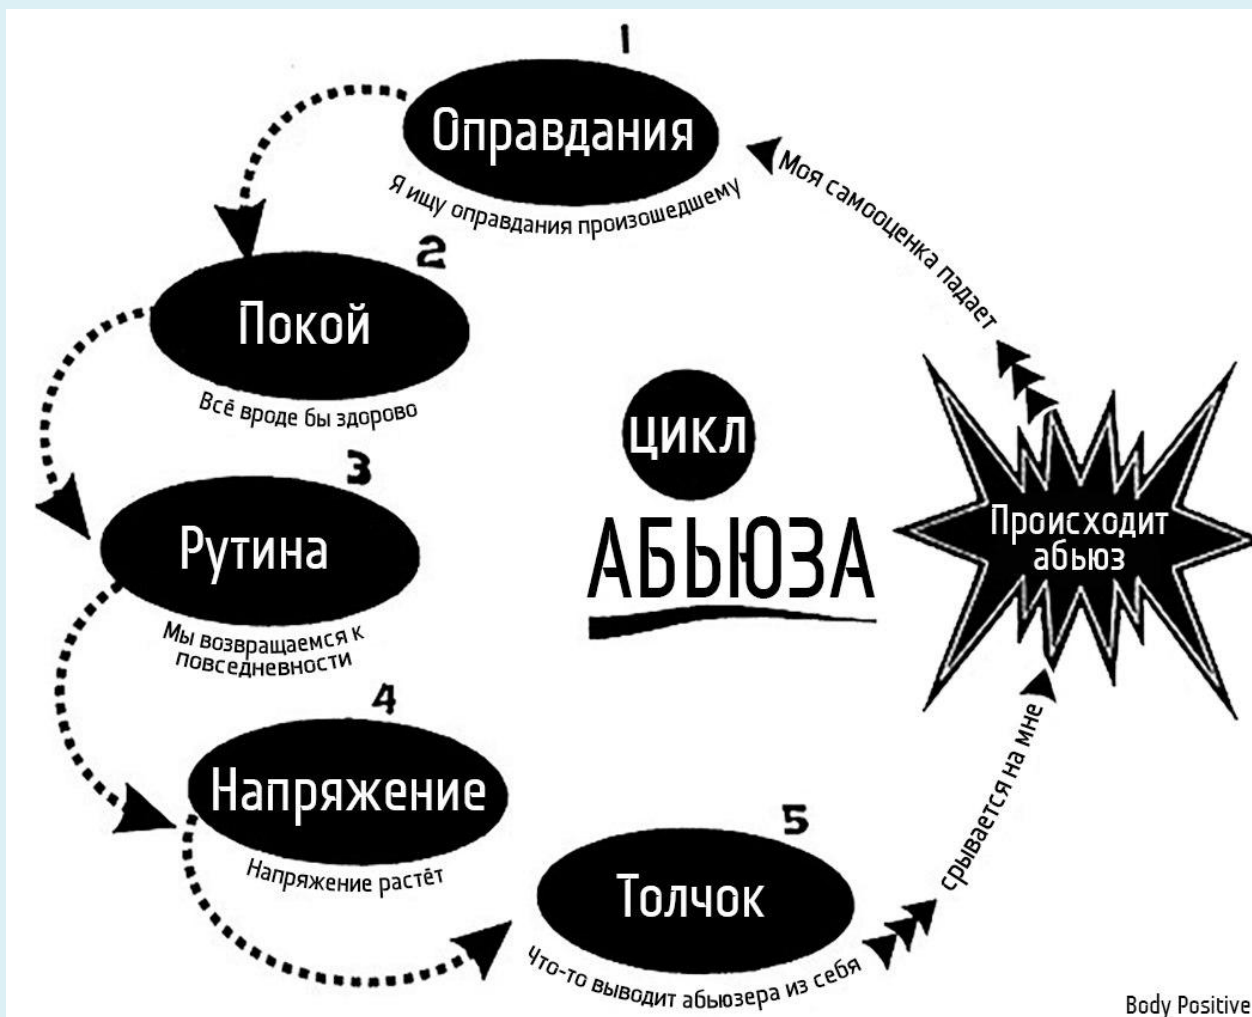 1
Оправдания
Я ищу оправдания произошедшему
2
Покой
Всё вроде бы здорово
3
Рутина
Мы возвращаемся к
повседневности
4
Напряжение
Напряжение растёт
5
Толчок
Что-то выводит абьюзера из себя
срывается на мне
Происходит
абьюз
Моя самооценка падает
цикл
АБЬЮЗА
Body Positive